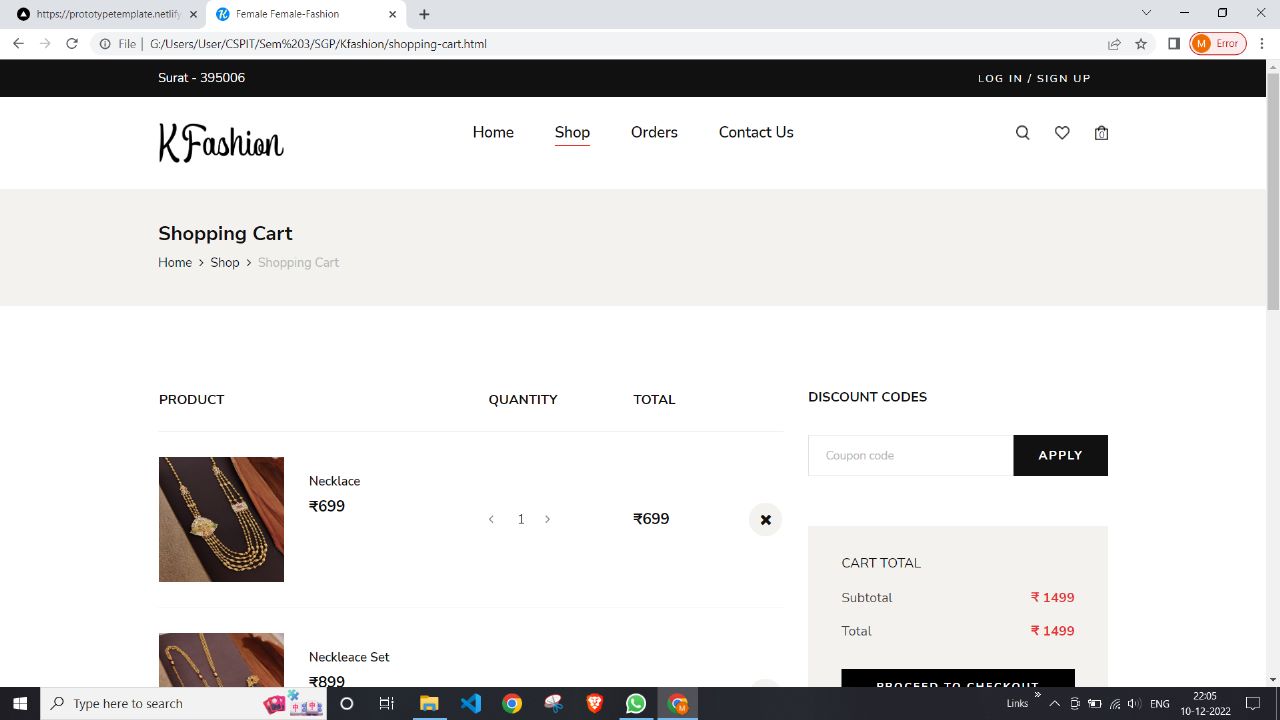 https://prototypetemplate.netlify
Female Female-Fashion
File | G:/Users/User/CSPIT/Sem%203/SGP/Kfashion/shopping-cart.html
M Error
Surat - 395006
LOG IN / SIGN UP
K Fashion
Home Shop Orders Contact Us
0
Shopping Cart
Home > Shop > Shopping Cart
PRODUCT QUANTITY TOTAL
DISCOUNT CODES
Coupon code APPLY
Necklace
₹699
< 1 > ₹699
CART TOTAL
Subtotal ₹ 1499
Total ₹ 1499
Neckleace Set
₹899
PROCEED TO CHECKOUT
Type here to search
Links » ENG 22:05
10-12-2022